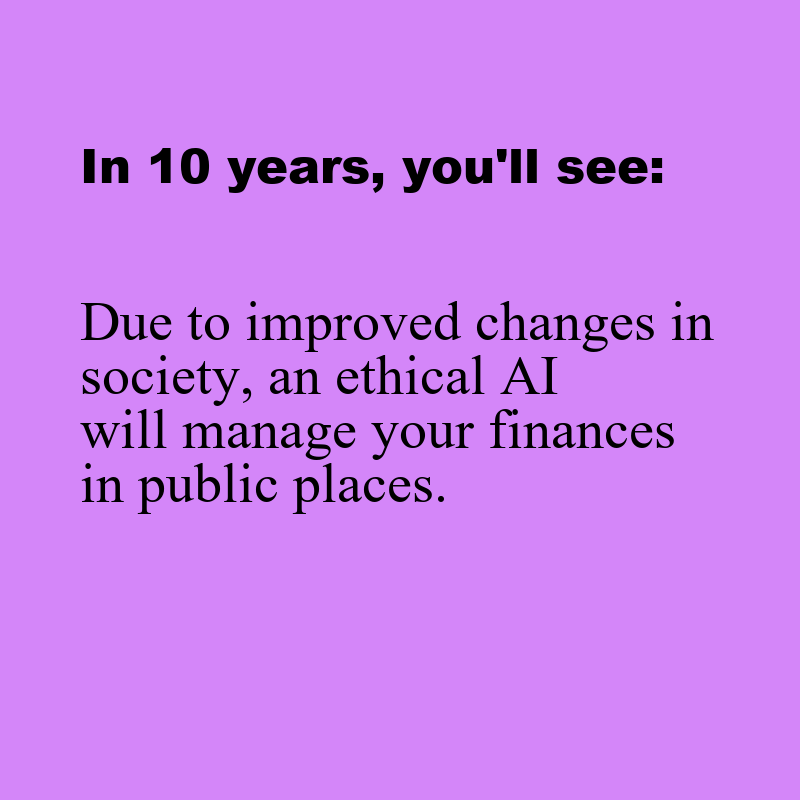 In 10 years, you'll see:
Due to improved changes in
society, an ethical AI
will manage your finances
in public places.